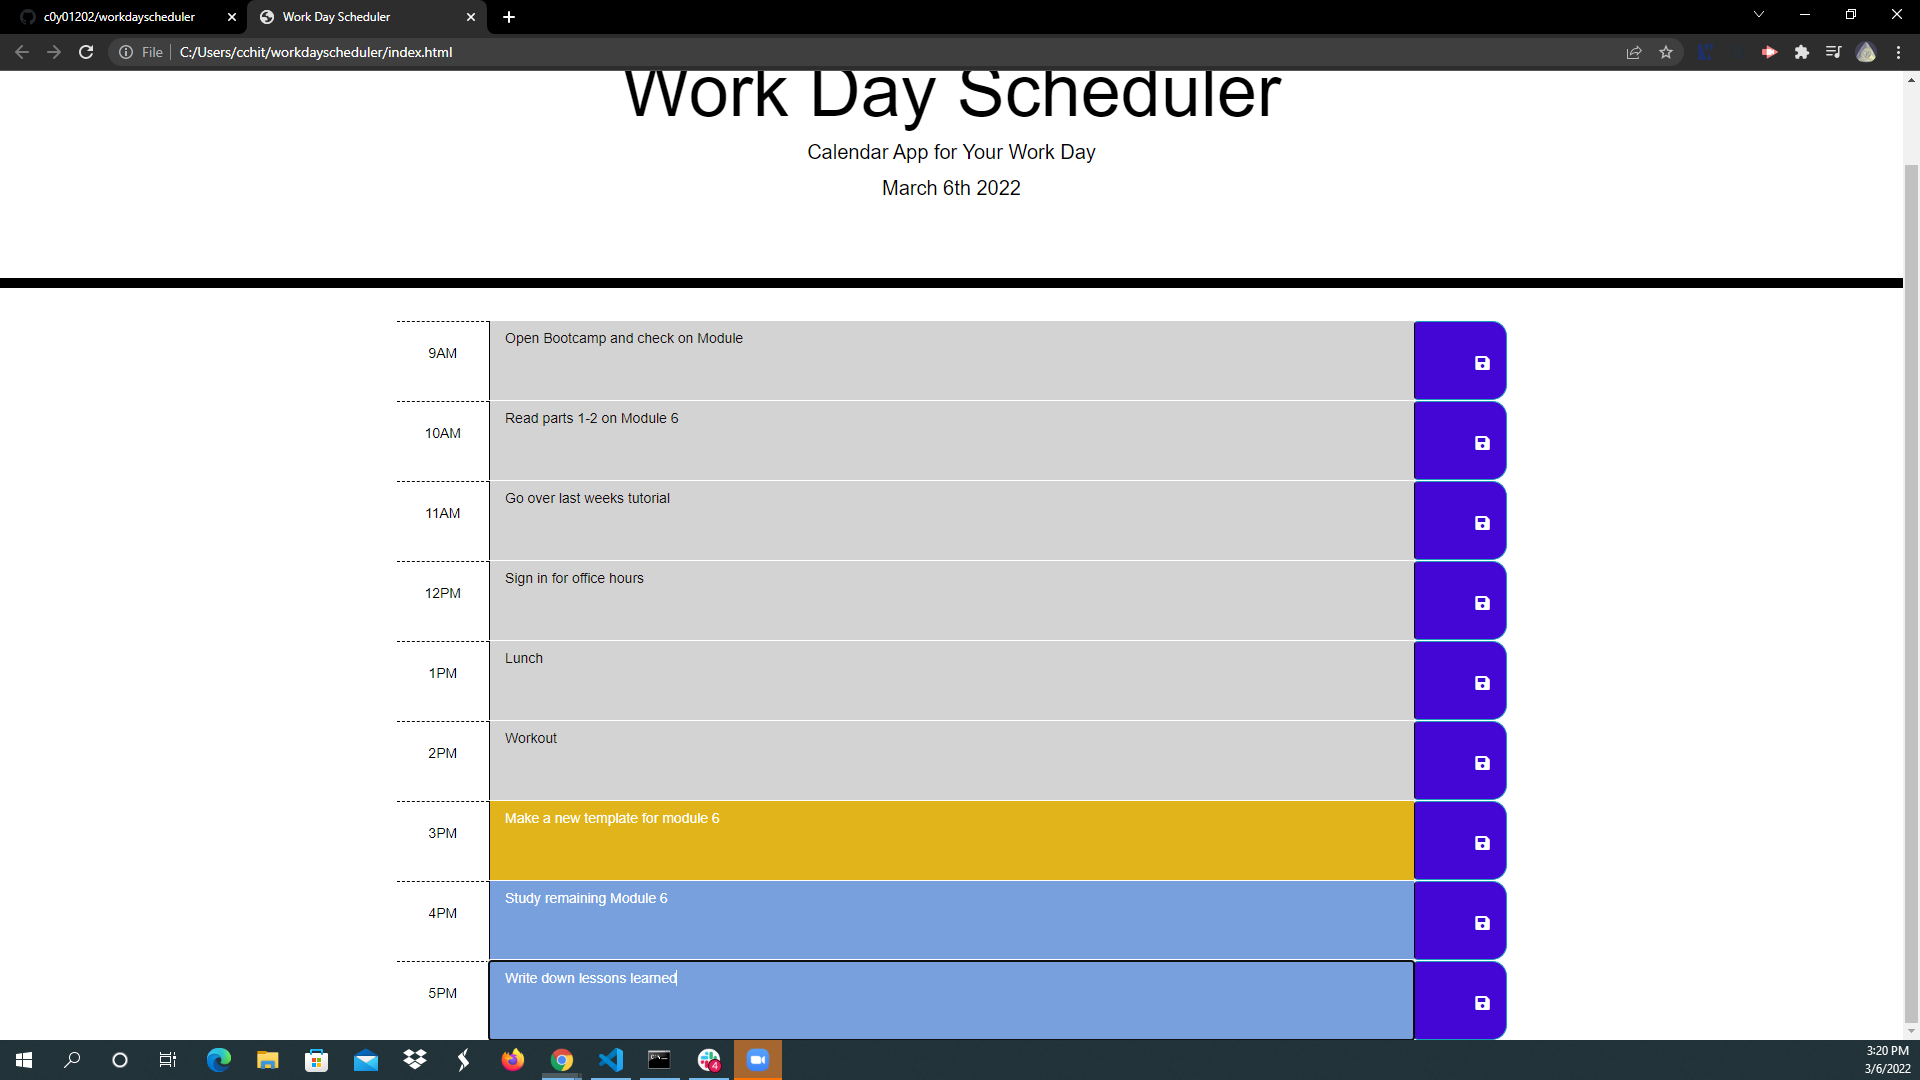 c0y01202/workdayscheduler
Work Day Scheduler
File
C:/Users/cchit/workdayscheduler/index.html
Work Day Scheduler
Calendar App for Your Work Day
March 6th 2022
9AM
Open Bootcamp and check on Module
10AM
Read parts 1-2 on Module 6
11AM
Go over last weeks tutorial
12PM
Sign in for office hours
1PM
Lunch
2PM
Workout
3PM
Make a new template for module 6
4PM
Study remaining Module 6
5PM
Write down lessons learned
4
3:20 PM
3/6/2022